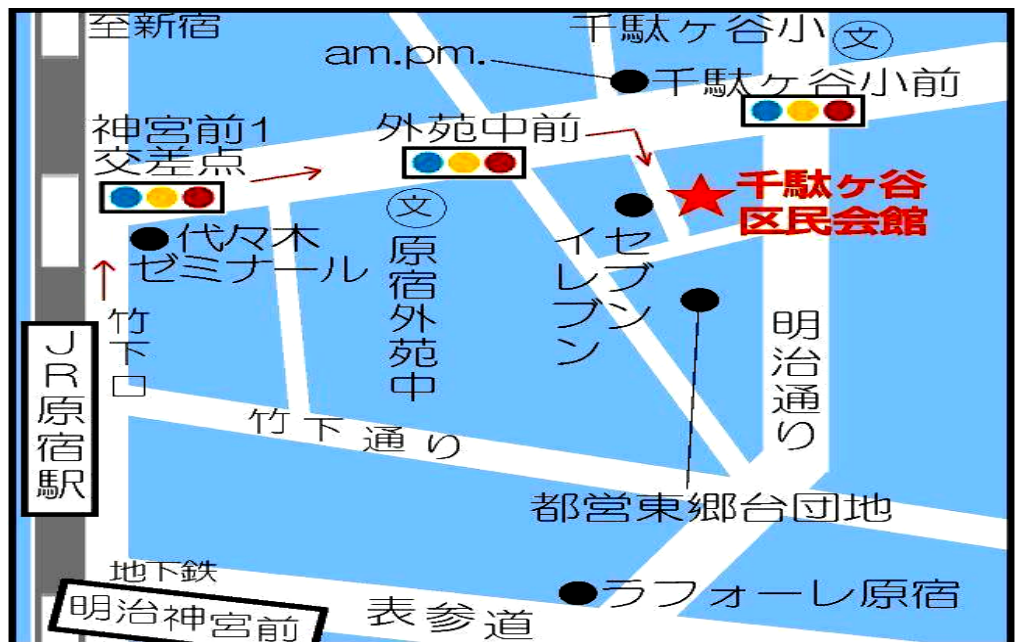 至新宿
千駄ヶ谷小
文
am.pm.
千駄ヶ谷小前
神宮前1
交差点
外苑中前
千駄ヶ谷
区民会館
文
代々木
ゼミナール
原宿外苑中
セブン
イレブン
竹下口
明治通り
JR原宿駅
竹下通り
都営東郷台団地
地下鉄
明治神宮前
表参道
ラフォーレ原宿